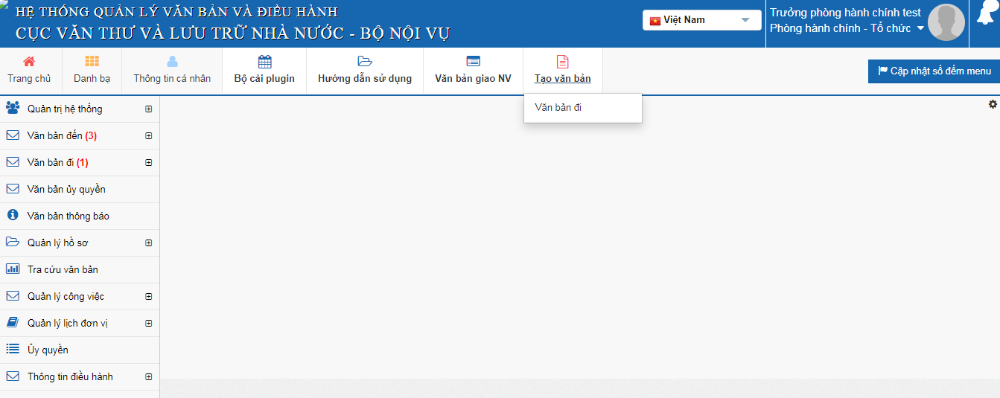 HỆ THỐNG QUẢN LÝ VĂN BẢN VÀ ĐIỀU HÀNH
CỤC VĂN THƯ VÀ LƯU TRỮ NHÀ NƯỚC - BỘ NỘI VỤ
Việt Nam
Trưởng phòng hành chính test
Phòng hành chính - Tổ chức
Trang chủ
Danh bạ
Thông tin cá nhân
Bộ cài plugin
Hướng dẫn sử dụng
Văn bản giao NV
Tạo văn bản
Cập nhật số đếm menu
Văn bản đi
Quản trị hệ thống
Văn bản đến (3)
Văn bản đi (1)
Văn bản ủy quyền
Văn bản thông báo
Quản lý hồ sơ
Tra cứu văn bản
Quản lý công việc
Quản lý lịch đơn vị
Ủy quyền
Thông tin điều hành